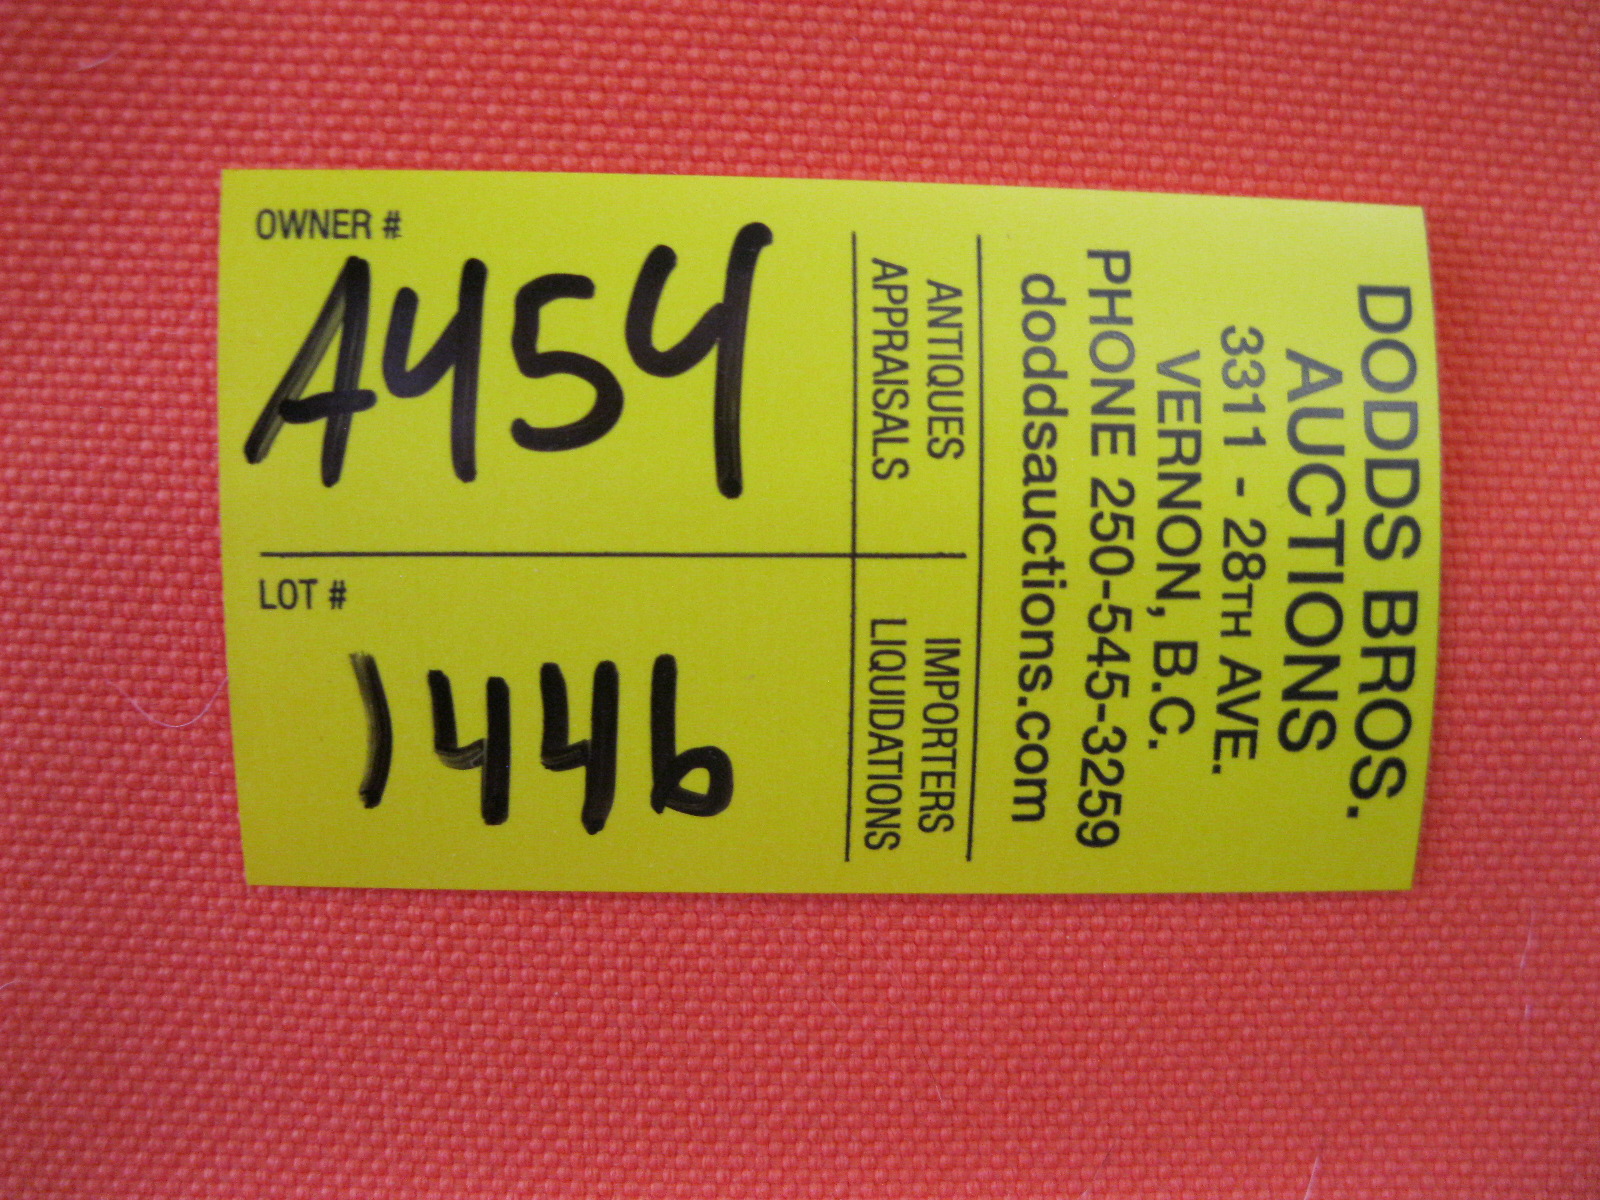 DODDS BROS.
AUCTIONS
3311 - 28TH AVE.
VERNON, B.C.
PHONE 250-545-3259
doddsauctions.com
ANTIQUES
APPRAISALS
IMPORTERS
LIQUIDATIONS
OWNER #
A454
LOT #
1446